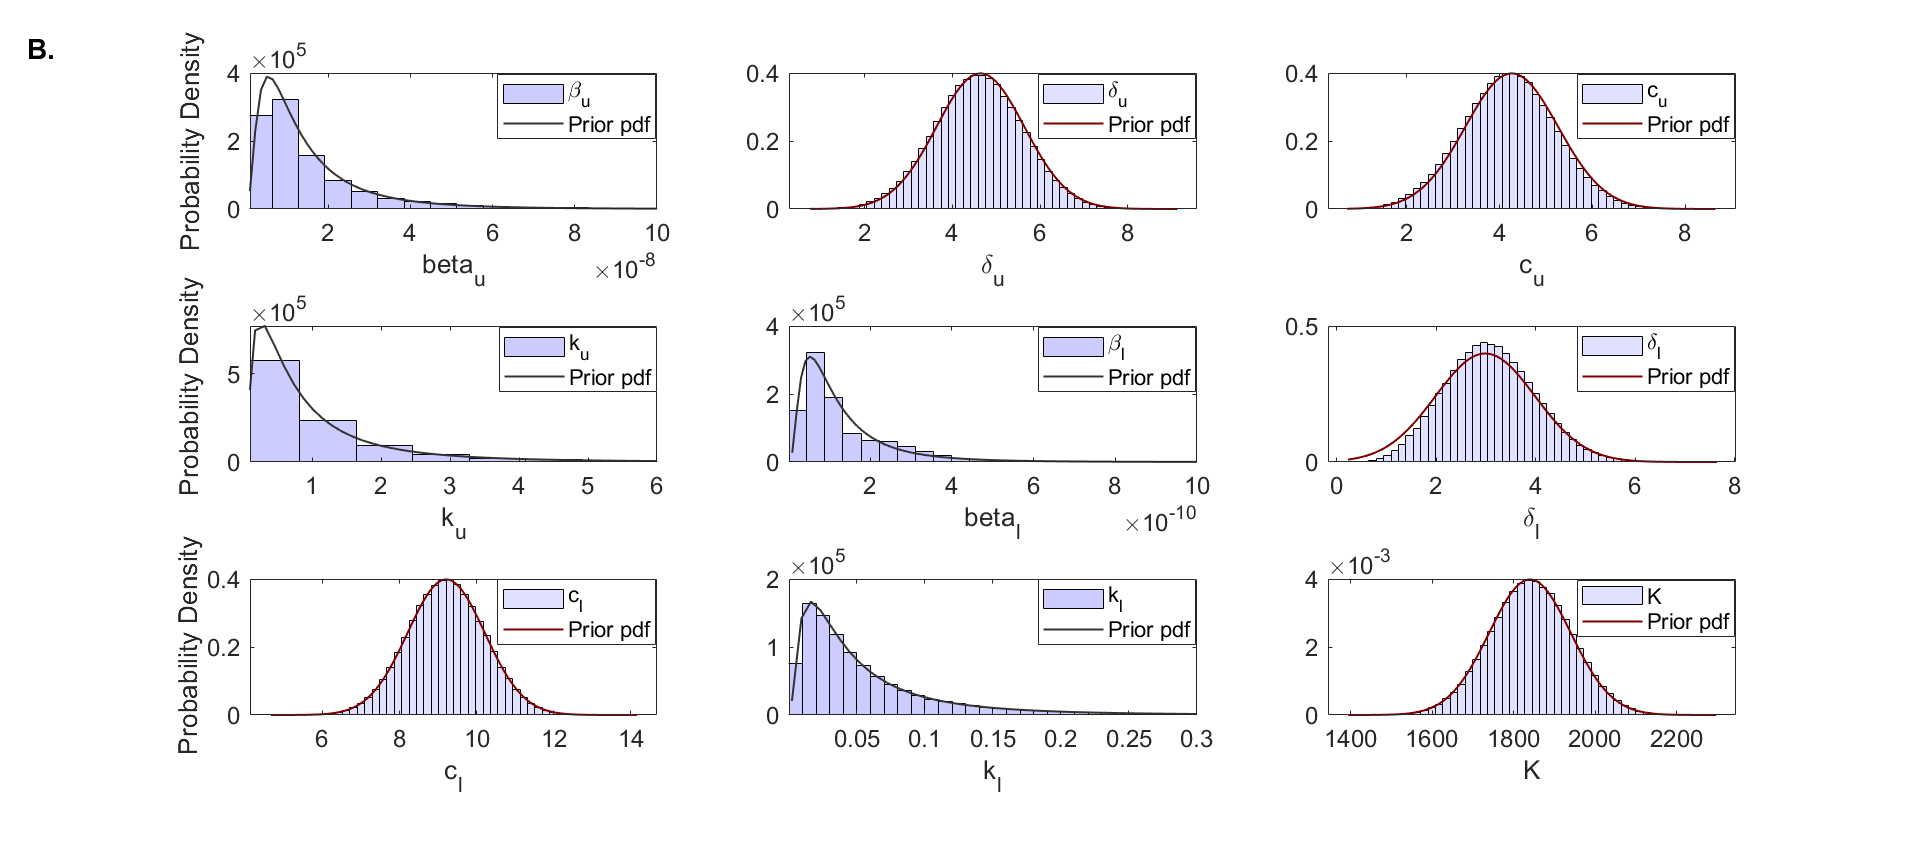 B.
Probability Density
×10^5
4
2
0
2 4 6 8 10
×10^-8
beta_u
β_u
Prior pdf
0.4
0.2
0
2 4 6 8
δ_u
δ_u
Prior pdf
0.4
0.2
0
2 4 6 8
c_u
c_u
Prior pdf
Probability Density
×10^5
5
0
1 2 3 4 5 6
k_u
k_u
Prior pdf
×10^5
4
2
0
2 4 6 8 10
×10^-10
beta_l
β_l
Prior pdf
0.5
0
0 2 4 6 8
δ_l
δ_l
Prior pdf
Probability Density
0.4
0.2
0
6 8 10 12 14
c_l
c_l
Prior pdf
×10^5
2
1
0
0.05 0.1 0.15 0.2 0.25 0.3
k_l
k_l
Prior pdf
×10^-3
4
2
0
1400 1600 1800 2000 2200
K
K
Prior pdf